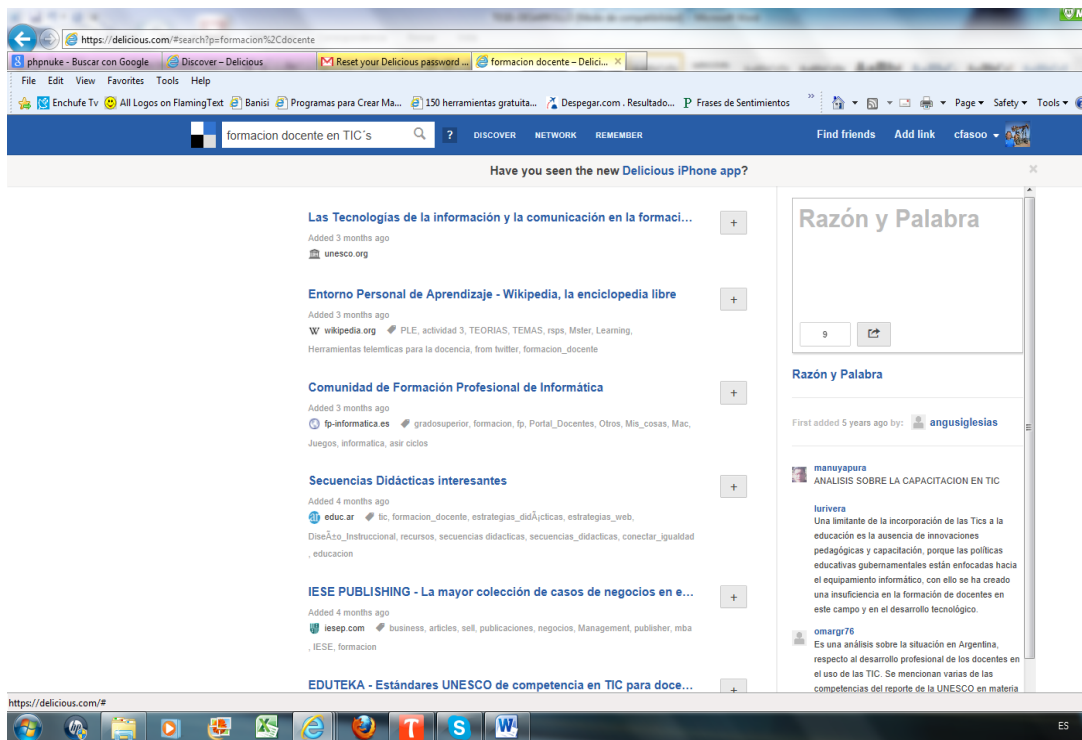 https://delicious.com/#search?p=formacion%2Cdocente
phpnuke - Buscar con Google
Discover – Delicious
Reset your Delicious password ...
formacion docente – Delici...
File Edit View Favorites Tools Help
Enchufe Tv
All Logos on FlamingText
Banisi
Programas para Crear Ma...
150 herramientas gratuita...
Despegar.com . Resultado...
Frases de Sentimientos
Page
Safety
Tools
formacion docente en TIC´s
?
DISCOVER
NETWORK
REMEMBER
Find friends
Add link
cfasoo
Have you seen the new Delicious iPhone app?
Las Tecnologías de la información y la comunicación en la formaci...
Added 3 months ago
unesco.org
Entorno Personal de Aprendizaje - Wikipedia, la enciclopedia libre
Added 3 months ago
W wikipedia.org PLE, actividad 3, TEORIAS, TEMAS, rsps, Mster, Learning,
Herramientas telemticas para la docencia, from twitter, formacion_docente
Comunidad de Formación Profesional de Informática
Added 3 months ago
fp-informatica.es gradosuperior, formacion, fp, Portal_Docentes, Otros, Mis_cosas, Mac,
Juegos, informatica, asir ciclos
Secuencias Didácticas interesantes
Added 4 months ago
educ.ar tic, formacion_docente, estrategias_didÃ¡cticas, estrategias_web,
DiseÃ±o_Instruccional, recursos, secuencias didacticas, secuencias_didacticas, conectar_igualdad
, educacion
IESE PUBLISHING - La mayor colección de casos de negocios en e...
Added 4 months ago
iesep.com business, articles, sell, publicaciones, negocios, Management, publisher, mba
, IESE, formacion
EDUTEKA - Estándares UNESCO de competencia en TIC para doce...
Razón y Palabra
9
Razón y Palabra
First added 5 years ago by: angusiglesias
manuyapura
ANALISIS SOBRE LA CAPACITACION EN TIC
lurivera
Una limitante de la incorporación de las Tics a la
educación es la ausencia de innovaciones
pedagógicas y capacitación, porque las políticas
educativas gubernamentales están enfocadas hacia
el equipamiento informático, con ello se ha creado
una insuficiencia en la formación de docentes en
este campo y en el desarrollo tecnológico.
omargr76
Es una análisis sobre la situación en Argentina,
respecto al desarrollo profesional de los docentes en
el uso de las TIC. Se mencionan varias de las
competencias del reporte de la UNESCO en materia
https://delicious.com/#
ES